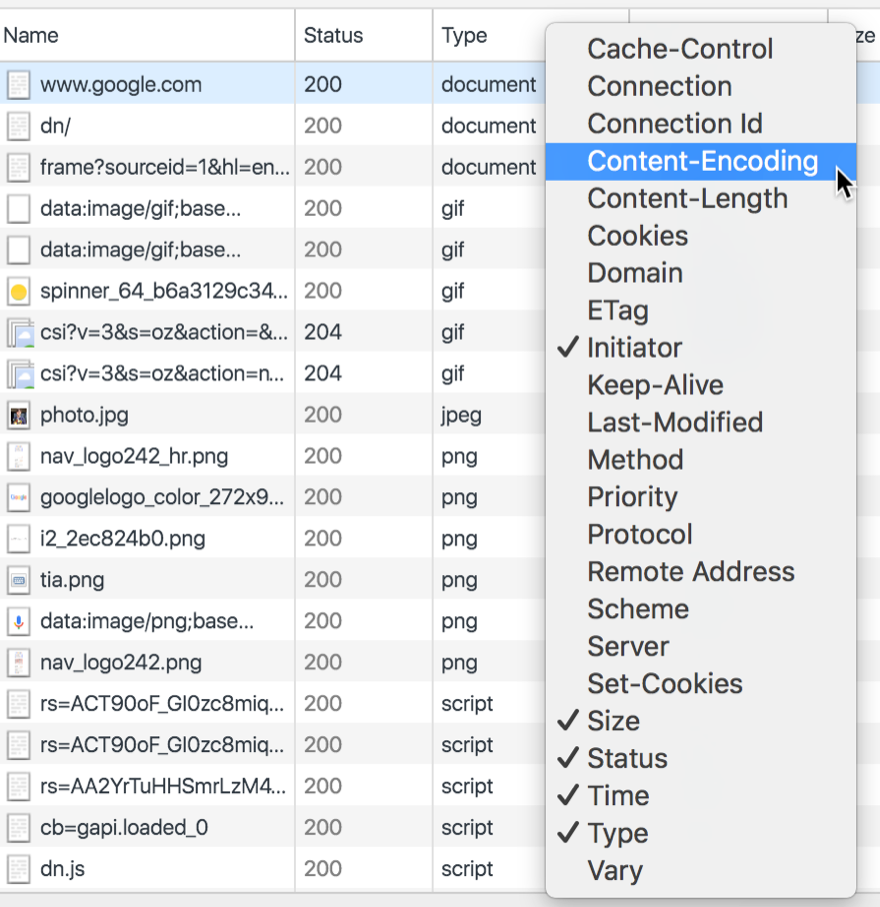 Name Status Type ze
www.google.com 200 document
dn/ 200 document
frame?sourceid=1&hl=en... 200 document
data:image/gif;base... 200 gif
data:image/gif;base... 200 gif
spinner_64_b6a3129c34... 200 gif
csi?v=3&s=oz&action=&... 204 gif
csi?v=3&s=oz&action=n... 204 gif
photo.jpg 200 jpeg
nav_logo242_hr.png 200 png
googlelogo_color_272x9... 200 png
i2_2ec824b0.png 200 png
tia.png 200 png
data:image/png;base... 200 png
nav_logo242.png 200 png
rs=ACT90oF_GI0zc8miq... 200 script
rs=ACT90oF_GI0zc8miq... 200 script
rs=AA2YrTuHHSmrLzM4... 200 script
cb=gapi.loaded_0 200 script
dn.js 200 script
Cache-Control
Connection
Connection Id
Content-Encoding
Content-Length
Cookies
Domain
ETag
✓ Initiator
Keep-Alive
Last-Modified
Method
Priority
Protocol
Remote Address
Scheme
Server
Set-Cookies
✓ Size
✓ Status
✓ Time
✓ Type
Vary